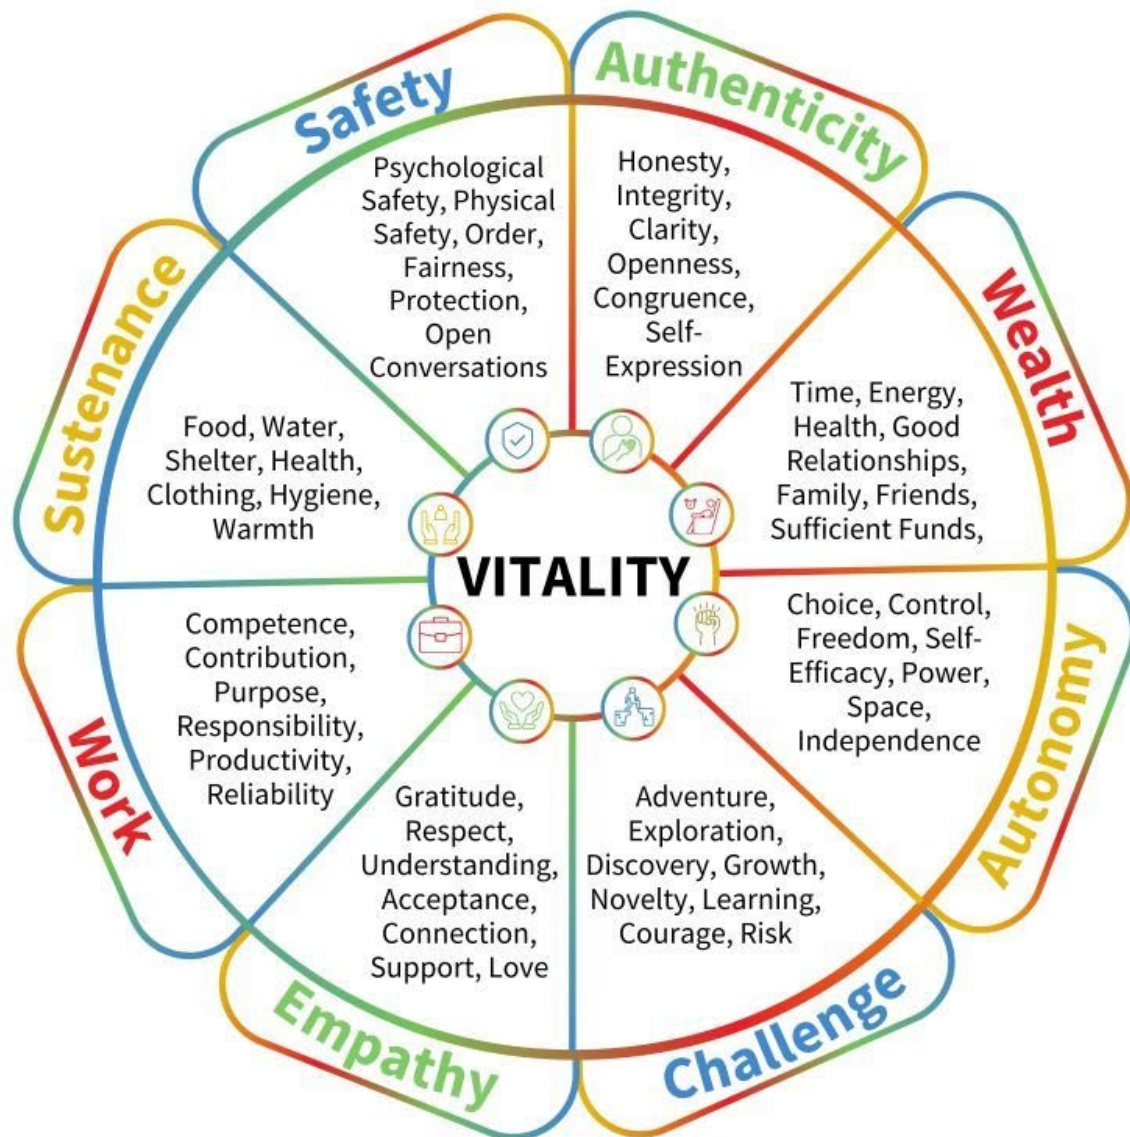 Safety
Psychological
Safety, Physical
Safety, Order,
Fairness,
Protection,
Open
Conversations
Authenticity
Honesty,
Integrity,
Clarity,
Openness,
Congruence,
Self-
Expression
Wealth
Time, Energy,
Health, Good
Relationships,
Family, Friends,
Sufficient Funds,
Autonomy
Choice, Control,
Freedom, Self-
Efficacy, Power,
Space,
Independence
Challenge
Adventure,
Exploration,
Discovery, Growth,
Novelty, Learning,
Courage, Risk
Empathy
Gratitude,
Respect,
Understanding,
Acceptance,
Connection,
Support, Love
Work
Competence,
Contribution,
Purpose,
Responsibility,
Productivity,
Reliability
Sustenance
Food, Water,
Shelter, Health,
Clothing, Hygiene,
Warmth
VITALITY